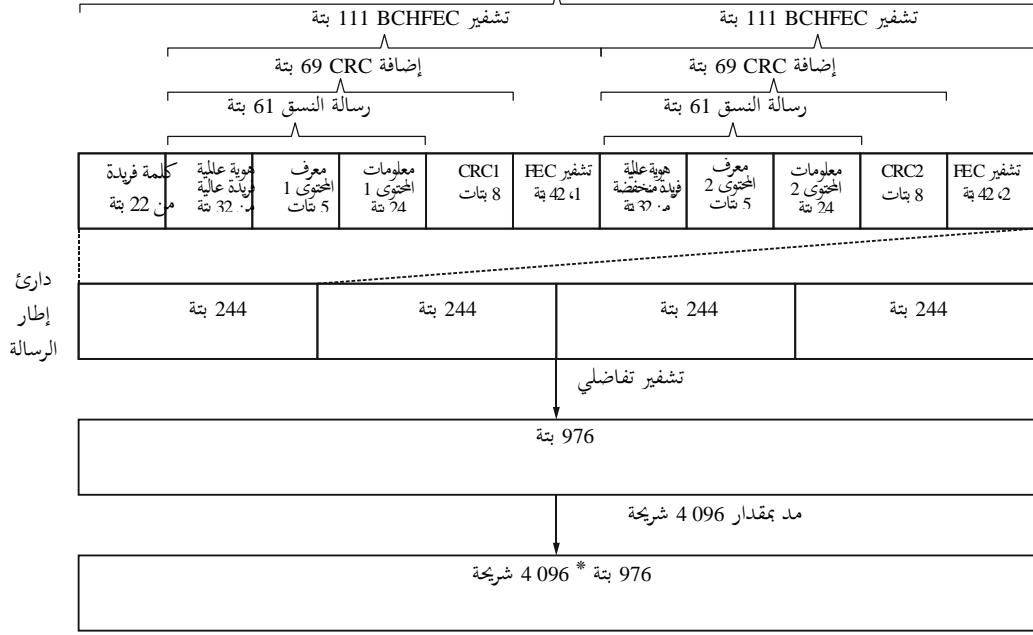 تشفير BCHFEC 111 بتة
تشفير BCHFEC 111 بتة
إضافة CRC 69 بتة
إضافة CRC 69 بتة
رسالة النسق 61 بتة
رسالة النسق 61 بتة
كلمة فريدة
من 22 بتة
هوية عالمية
فريدة عالية
من 32 بتة
معرف
المحتوى 1
5 بتات
المعلومات
المحتوى 1
24 بتة
CRC1
8 بتات
تشفير FEC
1، 42 بتة
هوية عالمية
فريدة منخفضة
من 32 بتة
معرف
المحتوى 2
5 بتات
المعلومات
المحتوى 2
24 بتة
CRC2
8 بتات
تشفير FEC
2، 42 بتة
دارئ
إطار
الرسالة
244 بتة
244 بتة
244 بتة
244 بتة
تشفير تفاضلي
976 بتة
مد بمقدار 4 096 شريحة
976 بتة * 4 096 شريحة